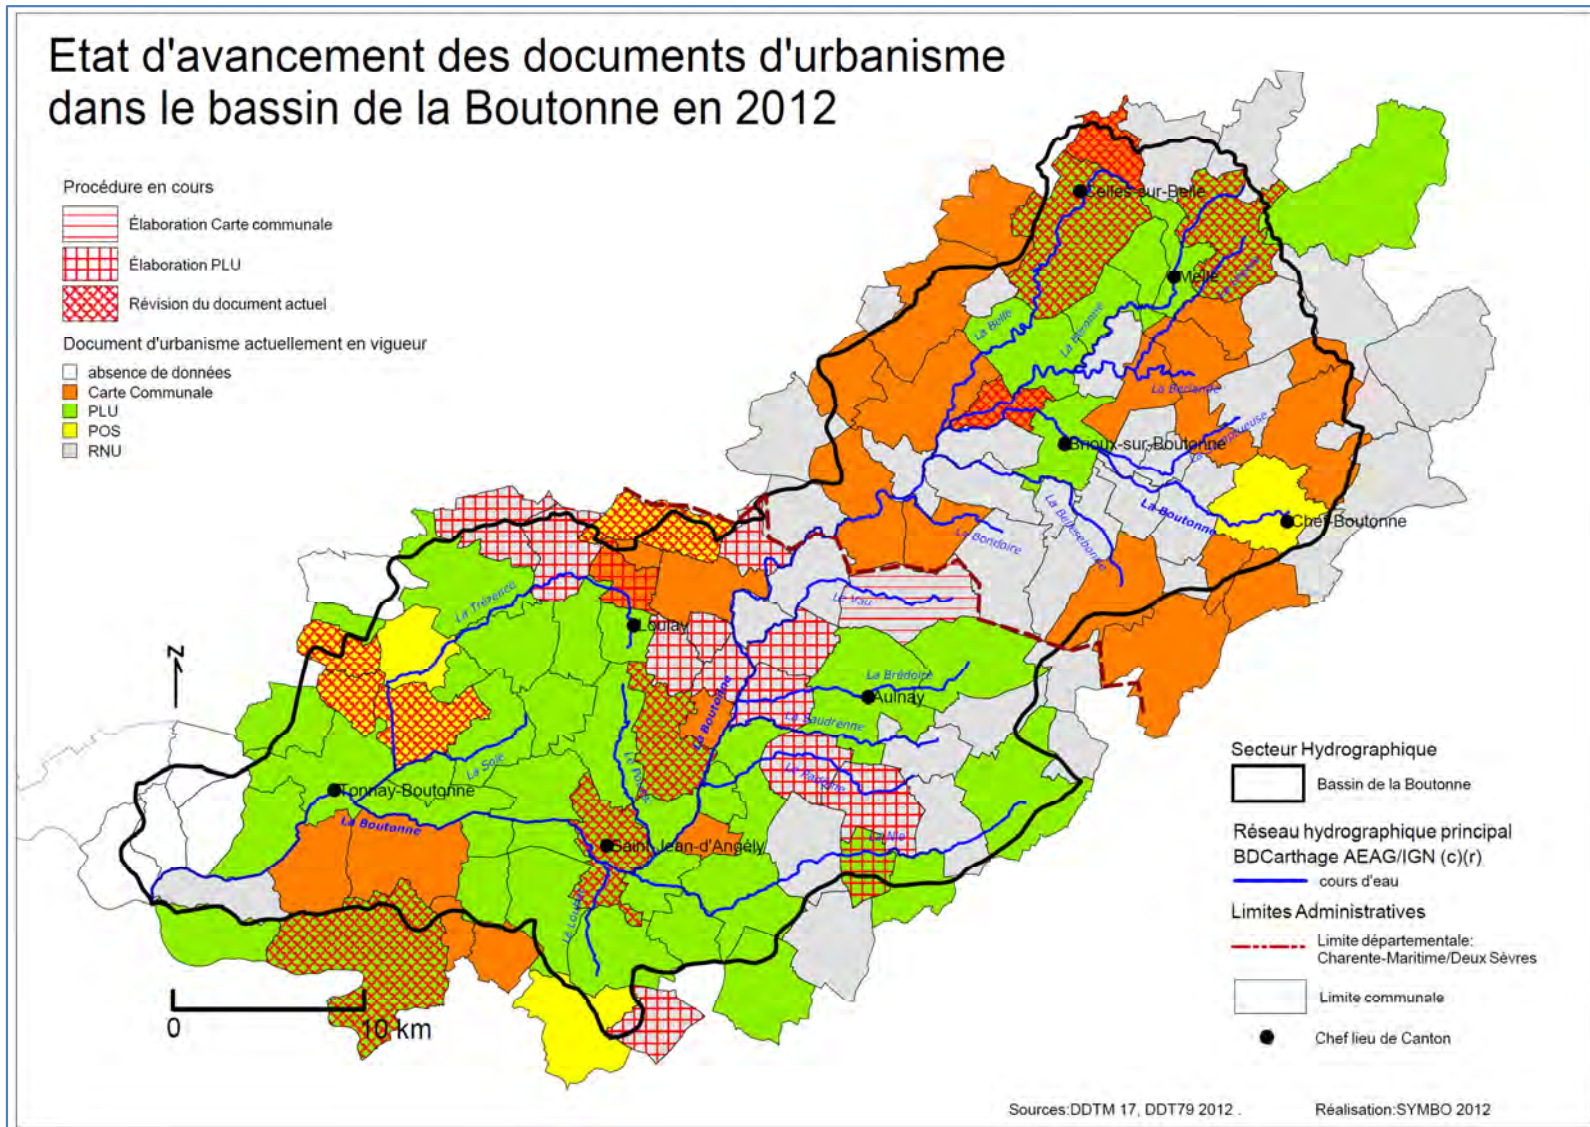 Etat d'avancement des documents d'urbanisme
dans le bassin de la Boutonne en 2012
Procédure en cours
Élaboration Carte communale
Élaboration PLU
Révision du document actuel
Document d'urbanisme actuellement en vigueur
absence de données
Carte Communale
PLU
POS
RNU
Celles-sur-Belle
Melle
La Belle
La Béronne
La Berlande
Brioux-sur-Boutonne
La Boutonne
Chef-Boutonne
La Bondoire
La Bellesebonne
La Trézence
Loulay
Le Vau
La Brédoire
Aulnay
La Saudrenne
La Boutonne
La Soie
Tonnay-Boutonne
La Boutonne
Saint-Jean-d'Angély
La Nie
N
0
10 km
Secteur Hydrographique
Bassin de la Boutonne
Réseau hydrographique principal
BDCarthage AEAG/IGN (c)(r)
cours d'eau
Limites Administratives
Limite départementale:
Charente-Maritime/Deux Sèvres
Limite communale
Chef lieu de Canton
Sources:DDTM 17, DDT79 2012 .
Réalisation:SYMBO 2012